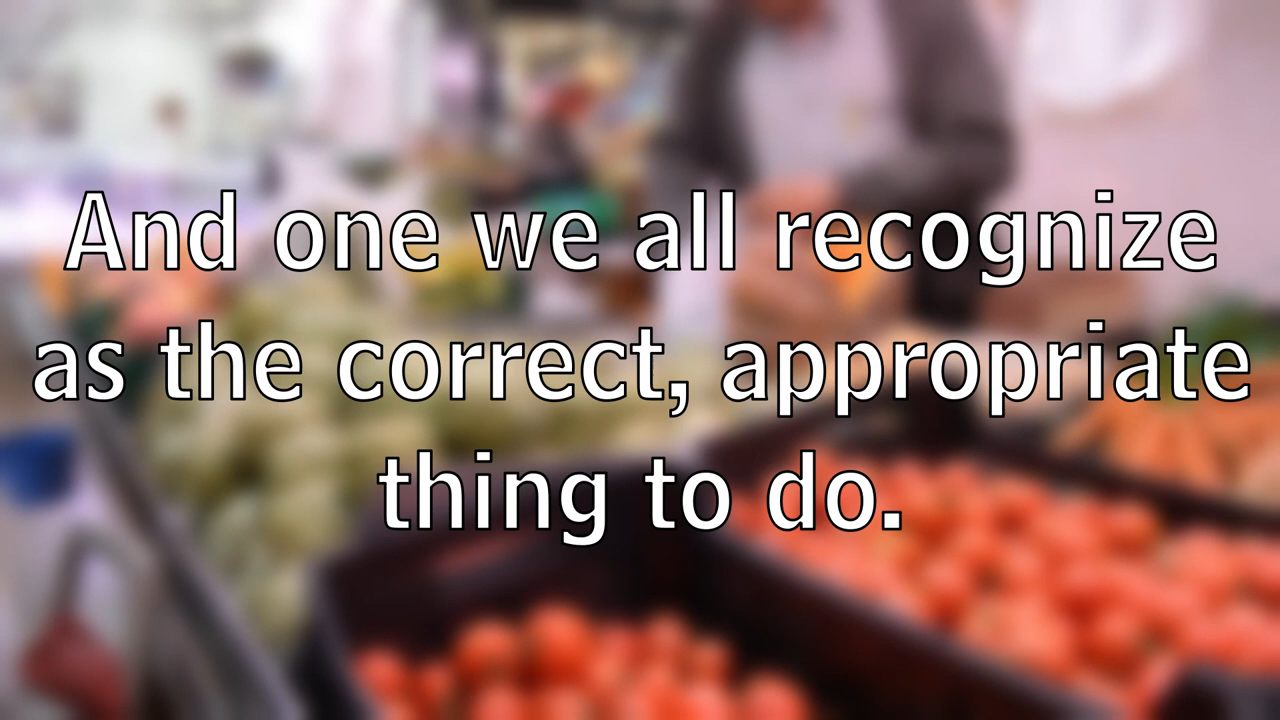 And one we all recognize
as the correct, appropriate
thing to do.